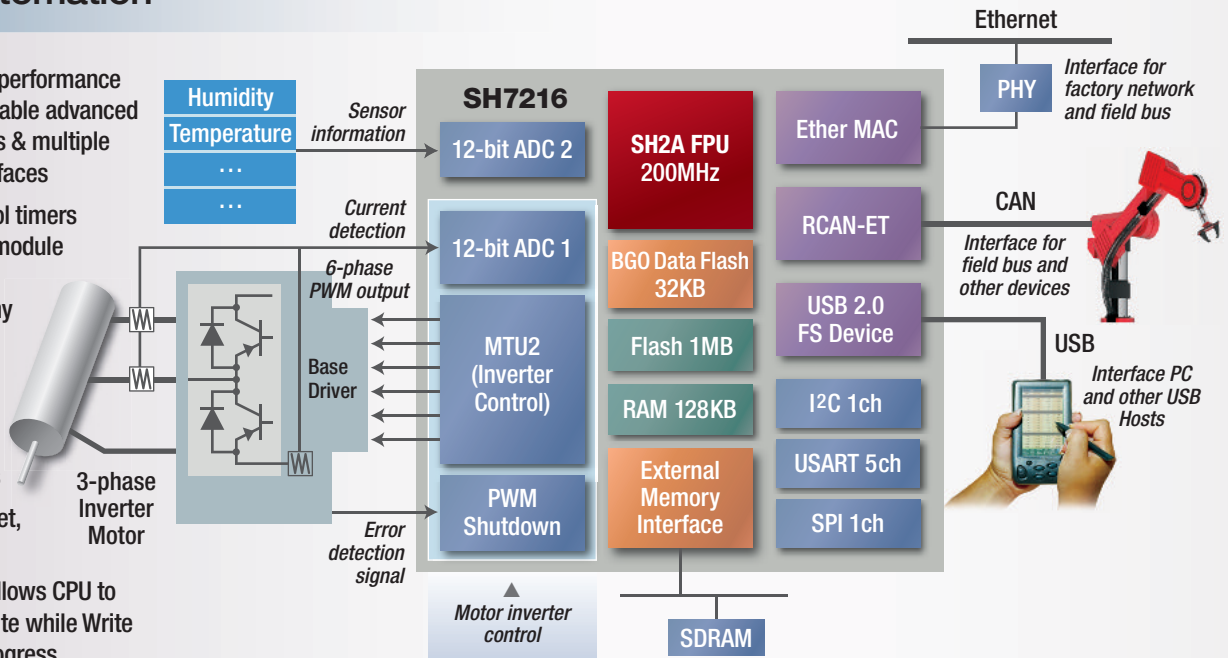 performance
able advanced
s & multiple
faces
ol timers
module
ny
et,
llows CPU to
te while Write
ogress
Humidity
Temperature
...
...
Sensor
information
Current
detection
6-phase
PWM output
Base
Driver
3-phase
Inverter
Motor
Error
detection
signal
SH7216
12-bit ADC 2
12-bit ADC 1
MTU2
(Inverter
Control)
PWM
Shutdown
Motor inverter
control
SH2A FPU
200MHz
BGO Data Flash
32KB
Flash 1MB
RAM 128KB
External
Memory
Interface
SDRAM
Ether MAC
RCAN-ET
USB 2.0
FS Device
I2C 1ch
USART 5ch
SPI 1ch
Ethernet
PHY
Interface for
factory network
and field bus
CAN
Interface for
field bus and
other devices
USB
Interface PC
and other USB
Hosts